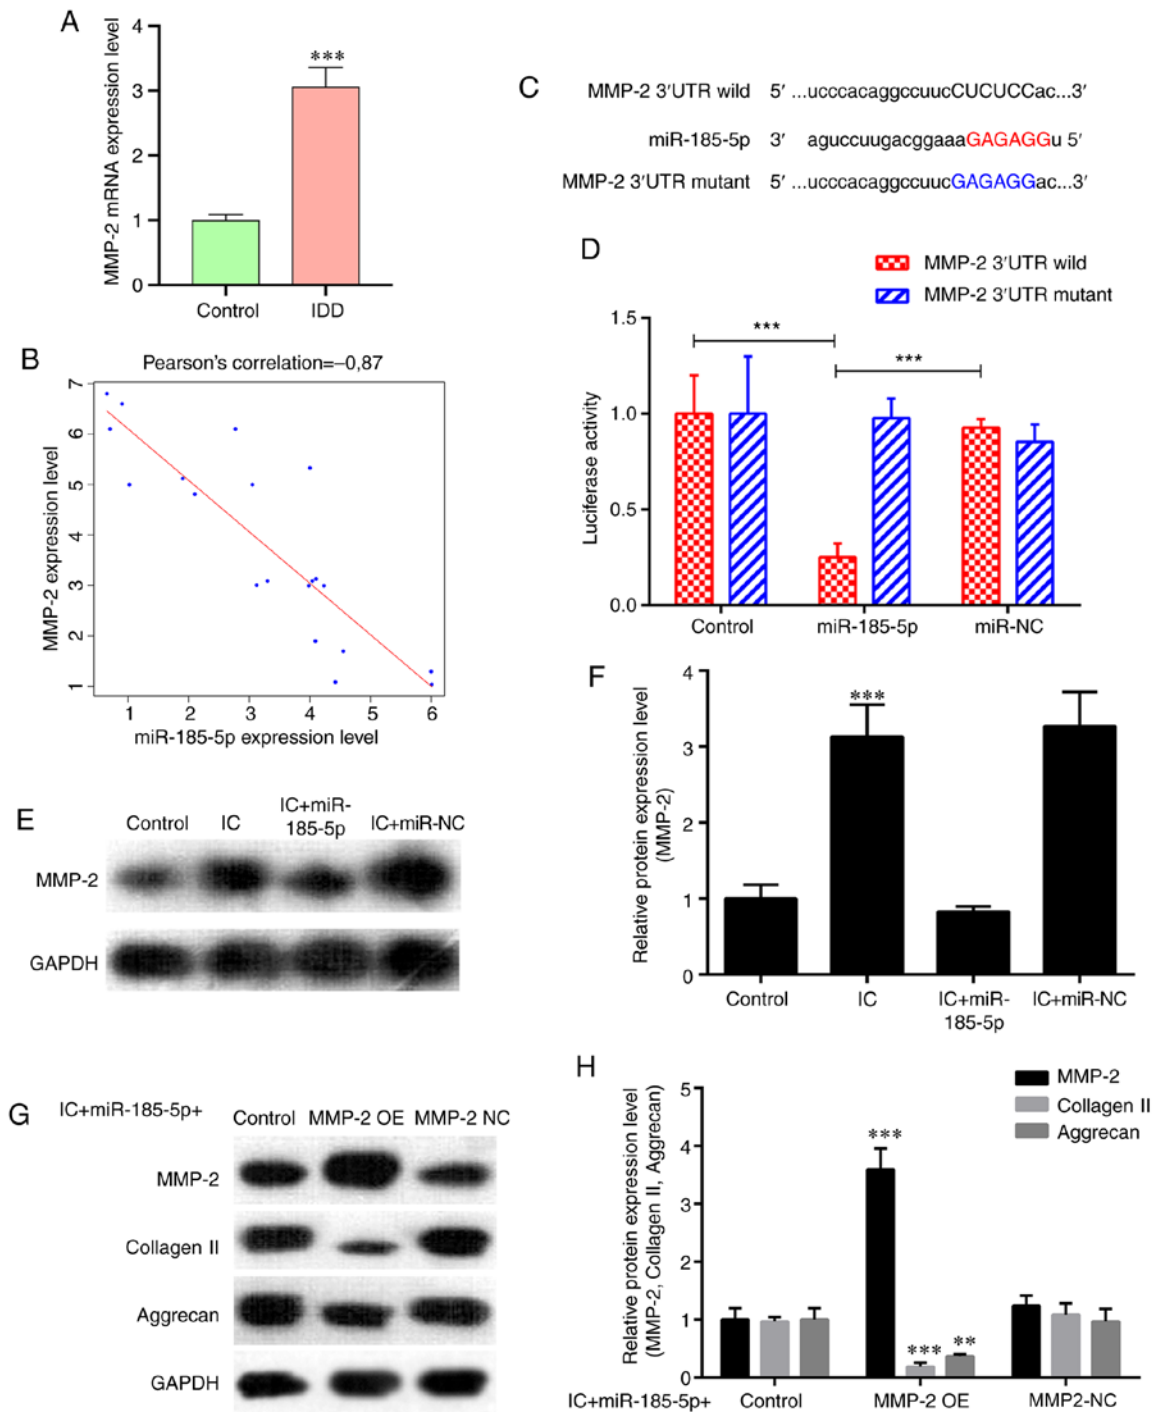 A
MMP-2 mRNA expression level
4
3
2
1
0
***
Control IDD
B
Pearson's correlation=−0,87
MMP-2 expression level
7
6
5
4
3
2
1
1 2 3 4 5 6
miR-185-5p expression level
C
MMP-2 3′UTR wild 5′ ...ucccacaggccuucCUCUCCac...3′
miR-185-5p 3′ aguccuugacggaaaGAGAGGu 5′
MMP-2 3′UTR mutant 5′ ...ucccacaggccuucGAGAGGac...3′
D
MMP-2 3′UTR wild
MMP-2 3′UTR mutant
Luciferase activity
1.5
1.0
0.5
0.0
***
***
Control miR-185-5p miR-NC
E
Control IC IC+miR-185-5p IC+miR-NC
MMP-2
GAPDH
F
Relative protein expression level
(MMP-2)
4
3
2
1
0
***
Control IC IC+miR-185-5p IC+miR-NC
G
IC+miR-185-5p+ Control MMP-2 OE MMP-2 NC
MMP-2
Collagen II
Aggrecan
GAPDH
H
MMP-2
Collagen II
Aggrecan
Relative protein expression level
(MMP-2, Collagen II, Aggrecan)
5
4
3
2
1
0
***
*** **
IC+miR-185-5p+ Control MMP-2 OE MMP2-NC